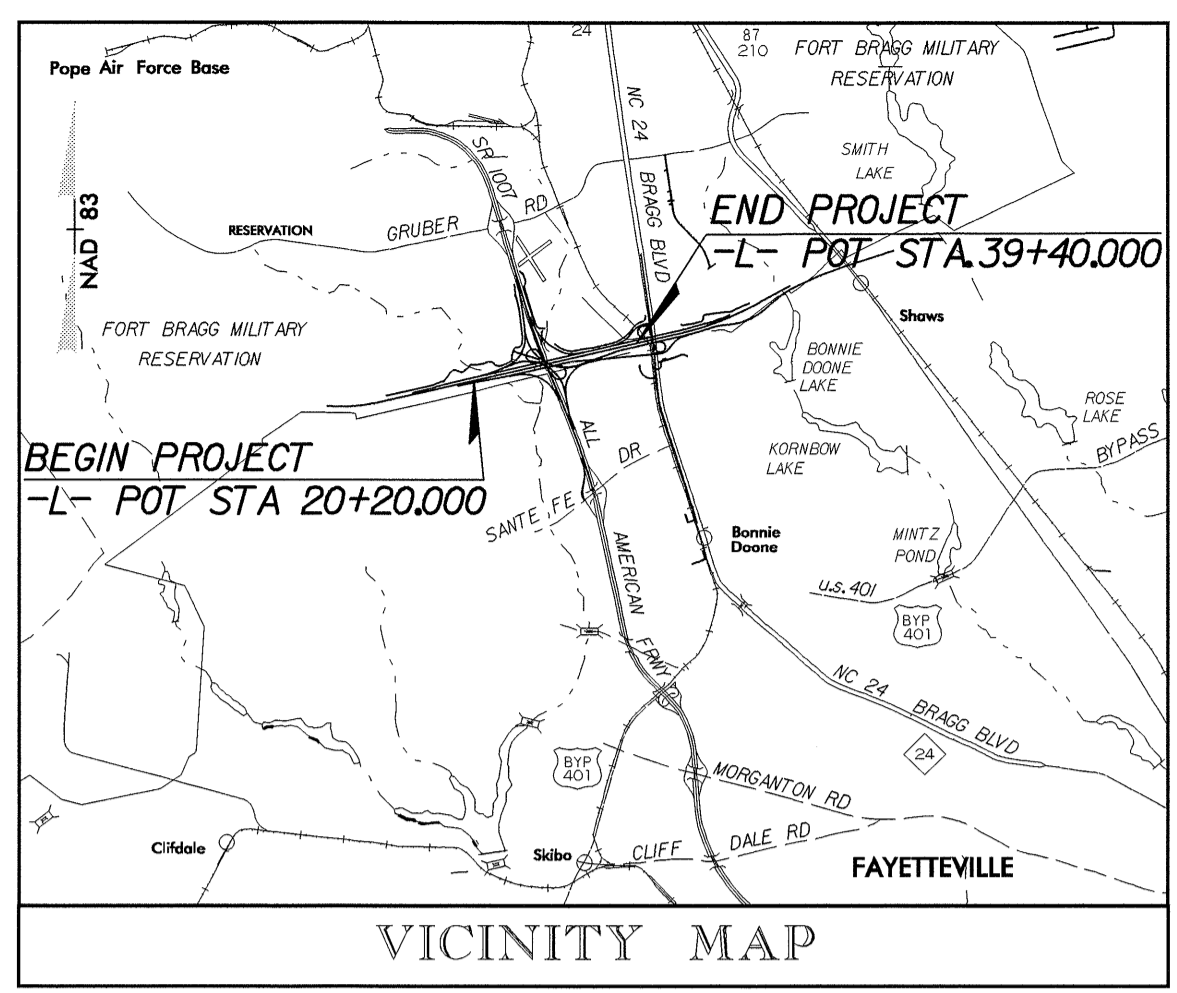 24
87
210
FORT BRAGG MILITARY
RESERVATION
Pope Air Force Base
NC 24
SMITH
LAKE
SR 1007
BRAGG BLVD
END PROJECT
-L- POT STA.39+40.000
NAD 83
GRUBER RD
RESERVATION
Shaws
FORT BRAGG MILITARY
RESERVATION
BONNIE
DOONE
LAKE
ROSE
LAKE
BEGIN PROJECT
-L- POT STA 20+20.000
ALL AMERICAN FRWY
SANTE FE DR
KORNBOW
LAKE
BYPASS
Bonnie
Doone
MINTZ
POND
u.s. 401
BYP
401
NC 24 BRAGG BLVD
24
BYP
401
MORGANTON RD
Clifdale
Skibo
CLIFF DALE RD
FAYETTEVILLE
VICINITY MAP